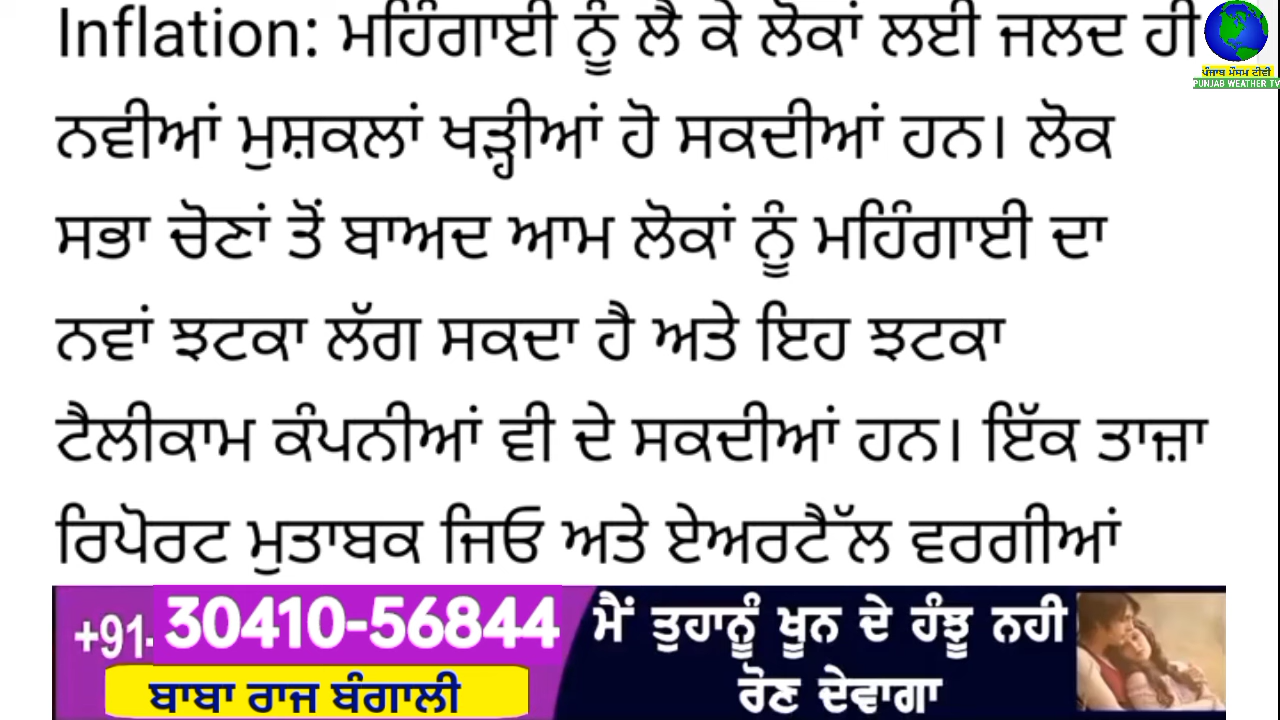 Inflation: ਮਹਿੰਗਾਈ ਨੂੰ ਲੈ ਕੇ ਲੋਕਾਂ ਲਈ ਜਲਦ ਹੀ
ਪੰਜਾਬ ਮੌਸਮ ਟੀਵੀ
PUNJAB WEATHER TV
ਨਵੀਆਂ ਮੁਸ਼ਕਲਾਂ ਖੜ੍ਹੀਆਂ ਹੋ ਸਕਦੀਆਂ ਹਨ। ਲੋਕ
ਸਭਾ ਚੋਣਾਂ ਤੋਂ ਬਾਅਦ ਆਮ ਲੋਕਾਂ ਨੂੰ ਮਹਿੰਗਾਈ ਦਾ
ਨਵਾਂ ਝਟਕਾ ਲੱਗ ਸਕਦਾ ਹੈ ਅਤੇ ਇਹ ਝਟਕਾ
ਟੈਲੀਕਾਮ ਕੰਪਨੀਆਂ ਵੀ ਦੇ ਸਕਦੀਆਂ ਹਨ। ਇੱਕ ਤਾਜ਼ਾ
ਰਿਪੋਰਟ ਮੁਤਾਬਕ ਜਿਓ ਅਤੇ ਏਅਰਟੈੱਲ ਵਰਗੀਆਂ
+91- 30410-56844
ਬਾਬਾ ਰਾਜ ਬੰਗਾਲੀ
ਮੈਂ ਤੁਹਾਨੂੰ ਖੂਨ ਦੇ ਹੰਝੂ ਨਹੀ
ਰੋਣ ਦੇਵਾਗਾ